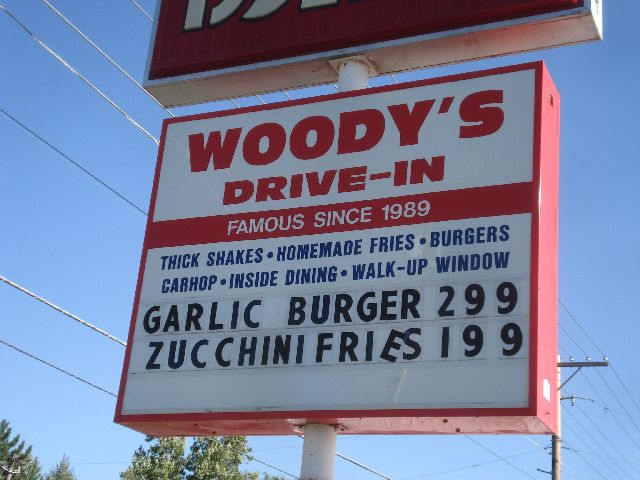 WOODY'S
DRIVE-IN
FAMOUS SINCE 1989
THICK SHAKES • HOMEMADE FRIES • BURGERS
CARHOP • INSIDE DINING • WALK-UP WINDOW
GARLIC BURGER 299
ZUCCHINI FRIES 199